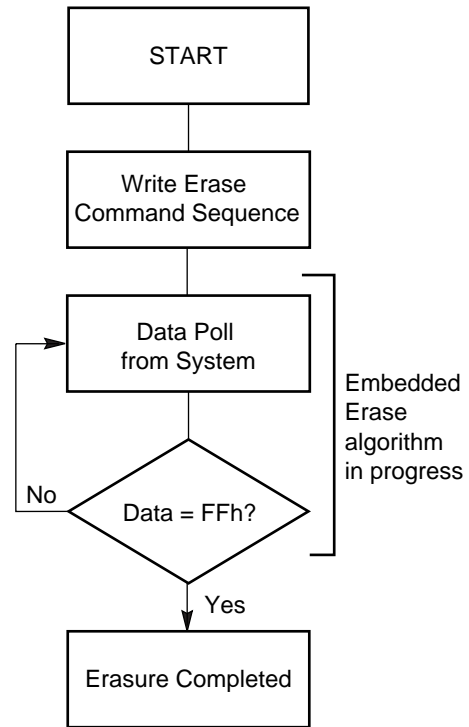 START
Write Erase
Command Sequence
Data Poll
from System
Embedded
Erase
algorithm
in progress
No
Data = FFh?
Yes
Erasure Completed